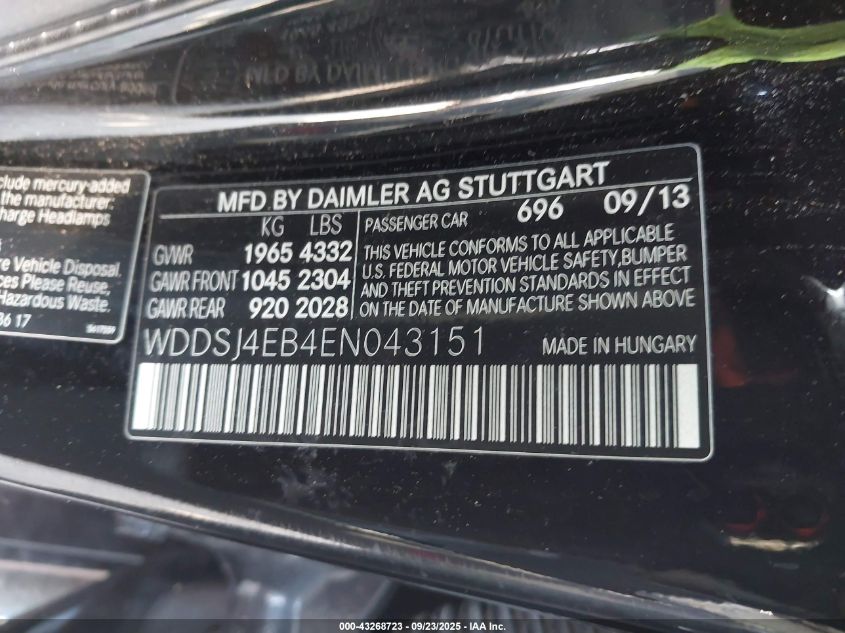 clude mercury-added
the manufacturer:
harge Headlamps
re Vehicle Disposal.
ces Please Reuse,
Hazardous Waste.
36 17
MFD BY DAIMLER AG STUTTGART
KG LBS
GVWR 1965 4332
GAWR FRONT 1045 2304
GAWR REAR 920 2028
PASSENGER CAR 696 09/13
THIS VEHICLE CONFORMS TO ALL APPLICABLE
U.S. FEDERAL MOTOR VEHICLE SAFETY, BUMPER
AND THEFT PREVENTION STANDARDS IN EFFECT
ON THE DATE OF MANUFACTURE SHOWN ABOVE
WDDSJ4EB4EN043151 MADE IN HUNGARY
000-43268723 - 09/23/2025 - IAA Inc.